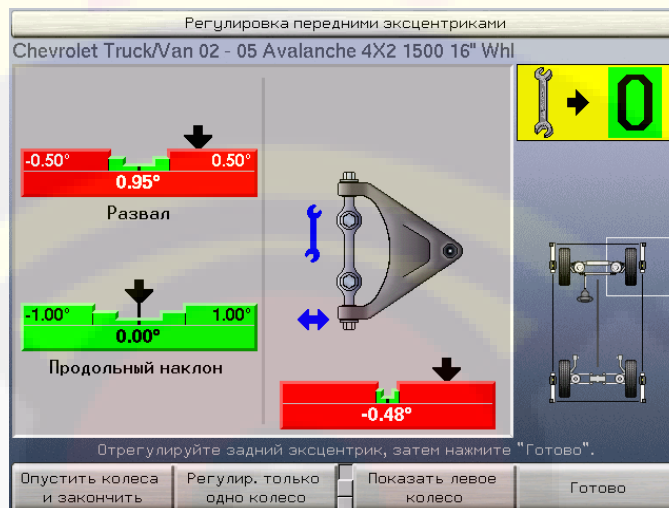 Регулировка передними эксцентриками
Chevrolet Truck/Van 02 - 05 Avalanche 4X2 1500 16" Whl
0
-0.50° 0.50°
0.95°
Развал
-1.00° 1.00°
0.00°
Продольный наклон
-0.48°
Отрегулируйте задний эксцентрик, затем нажмите "Готово".
Опустить колеса
и закончить
Регулир. только
одно колесо
Показать левое
колесо
Готово